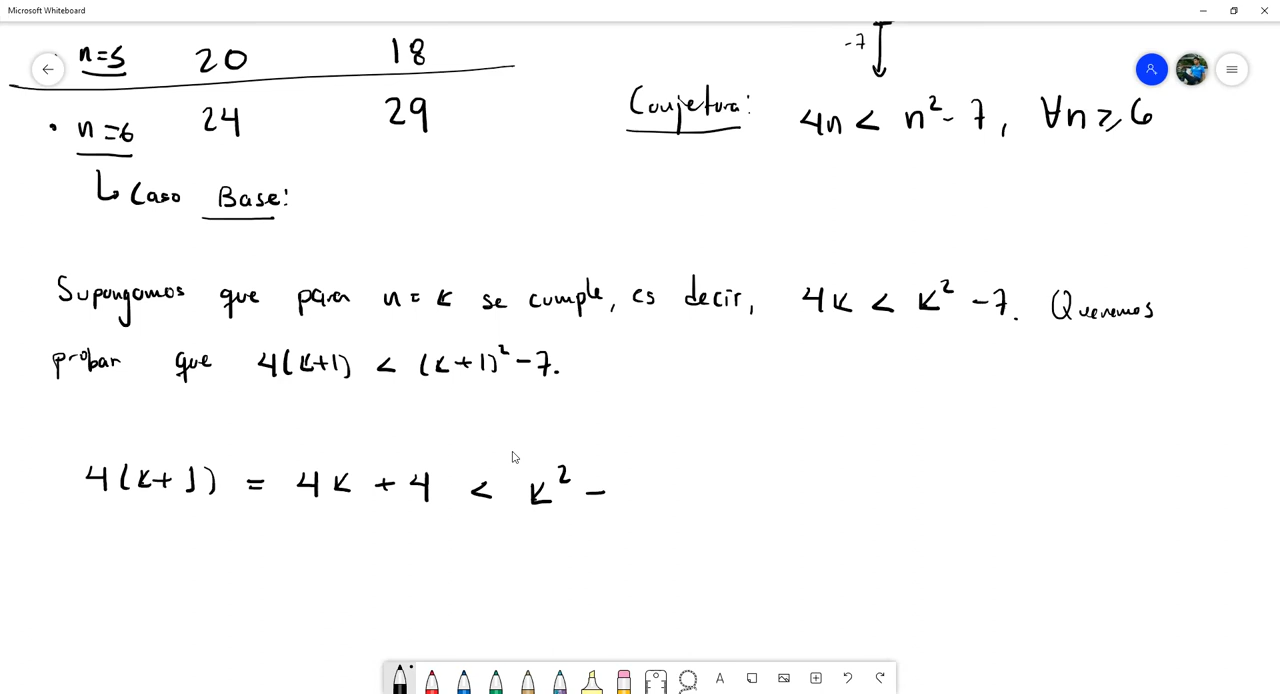 Microsoft Whiteboard
n=5 20 18
-7
• n=6 24 29
Conjetura: 4n < n² - 7, ∀n ≥ 6
↳ Caso Base:
Supongamos que para n = k se cumple, es decir, 4k < k² - 7. Queremos
probar que 4(k+1) < (k+1)² - 7.
4(k+1) = 4k + 4 < k² -
A